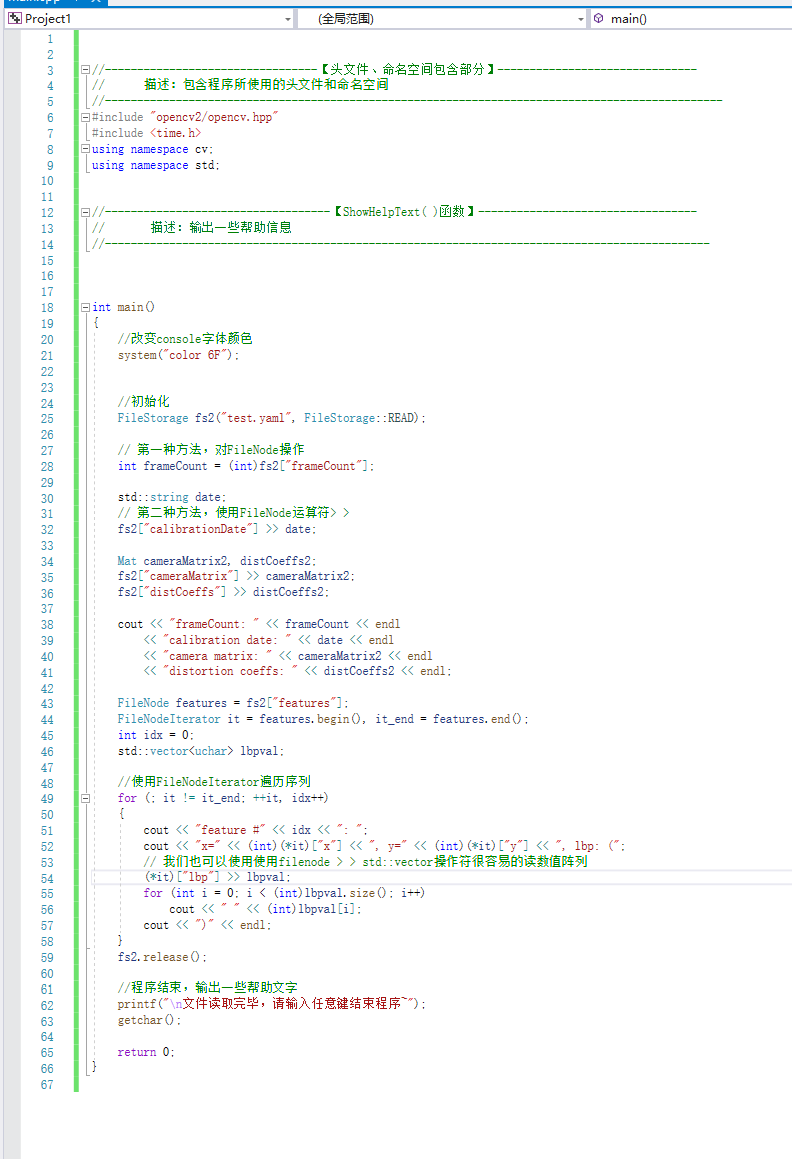 Project1 (全局范围) main()
1
2
3 //---------------------------------【头文件、命名空间包含部分】-------------------------------
4 //      描述：包含程序所使用的头文件和命名空间
5 //------------------------------------------------------------------------------------------------
6 #include "opencv2/opencv.hpp"
7 #include <time.h>
8 using namespace cv;
9 using namespace std;
10
11
12 //-----------------------------------【ShowHelpText( )函数】----------------------------------
13 //       描述：输出一些帮助信息
14 //----------------------------------------------------------------------------------------------
15
16
17
18 int main()
19 {
20     //改变console字体颜色
21     system("color 6F");
22
23
24     //初始化
25     FileStorage fs2("test.yaml", FileStorage::READ);
26
27     // 第一种方法，对FileNode操作
28     int frameCount = (int)fs2["frameCount"];
29
30     std::string date;
31     // 第二种方法，使用FileNode运算符> >
32     fs2["calibrationDate"] >> date;
33
34     Mat cameraMatrix2, distCoeffs2;
35     fs2["cameraMatrix"] >> cameraMatrix2;
36     fs2["distCoeffs"] >> distCoeffs2;
37
38     cout << "frameCount: " << frameCount << endl
39         << "calibration date: " << date << endl
40         << "camera matrix: " << cameraMatrix2 << endl
41         << "distortion coeffs: " << distCoeffs2 << endl;
42
43     FileNode features = fs2["features"];
44     FileNodeIterator it = features.begin(), it_end = features.end();
45     int idx = 0;
46     std::vector<uchar> lbpval;
47
48     //使用FileNodeIterator遍历序列
49     for (; it != it_end; ++it, idx++)
50     {
51         cout << "feature #" << idx << ": ";
52         cout << "x=" << (int)(*it)["x"] << ", y=" << (int)(*it)["y"] << ", lbp: (";
53         // 我们也可以使用使用filenode > > std::vector操作符很容易的读数值阵列
54         (*it)["lbp"] >> lbpval;
55         for (int i = 0; i < (int)lbpval.size(); i++)
56             cout << " " << (int)lbpval[i];
57         cout << ")" << endl;
58     }
59     fs2.release();
60
61     //程序结束，输出一些帮助文字
62     printf("\n文件读取完毕，请输入任意键结束程序~");
63     getchar();
64
65     return 0;
66 }
67